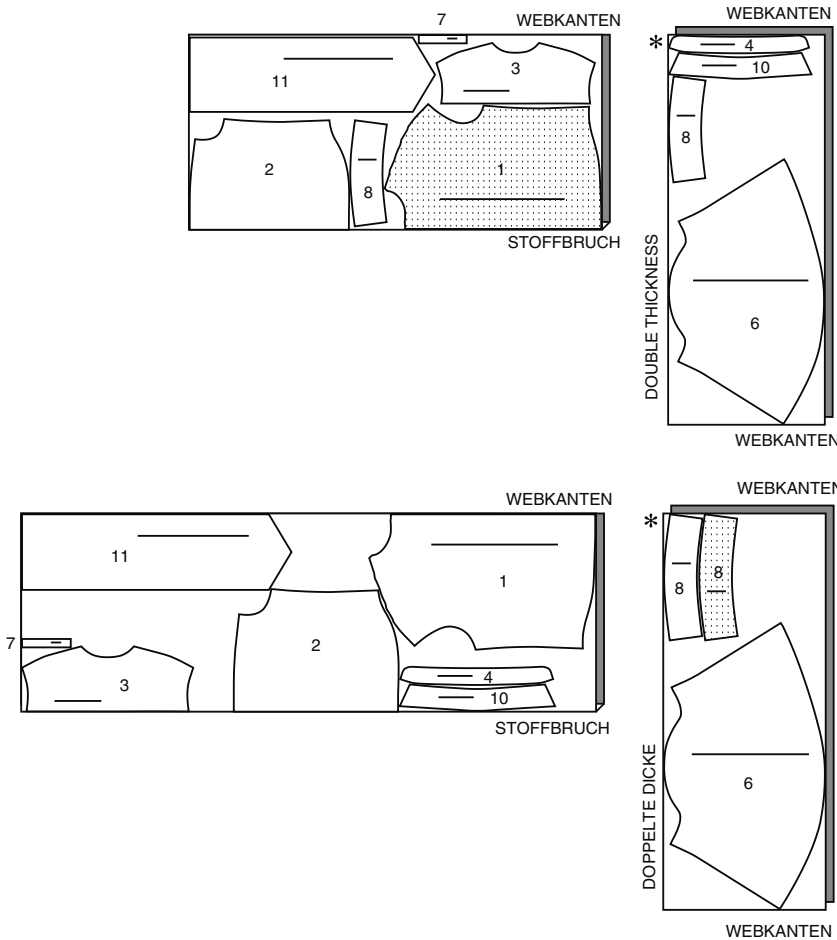 7
WEBKANTEN
11
3
2
8
1
STOFFBRUCH
WEBKANTEN
*
4
10
8
DOUBLE THICKNESS
6
WEBKANTEN
WEBKANTEN
11
1
7
3
2
4
10
STOFFBRUCH
WEBKANTEN
*
8
8
DOPPELTE DICKE
6
WEBKANTEN